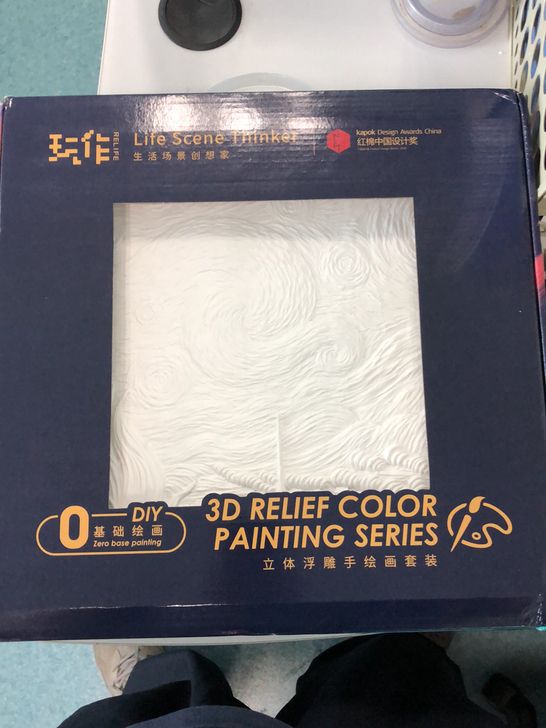 玩作
RELIFE
Life Scene Thinker
生活场景创想家
kapok Design Awards China
红棉中国设计奖
0
DIY
基础绘画
Zero base painting
3D RELIEF COLOR
PAINTING SERIES
立体浮雕手绘画套装